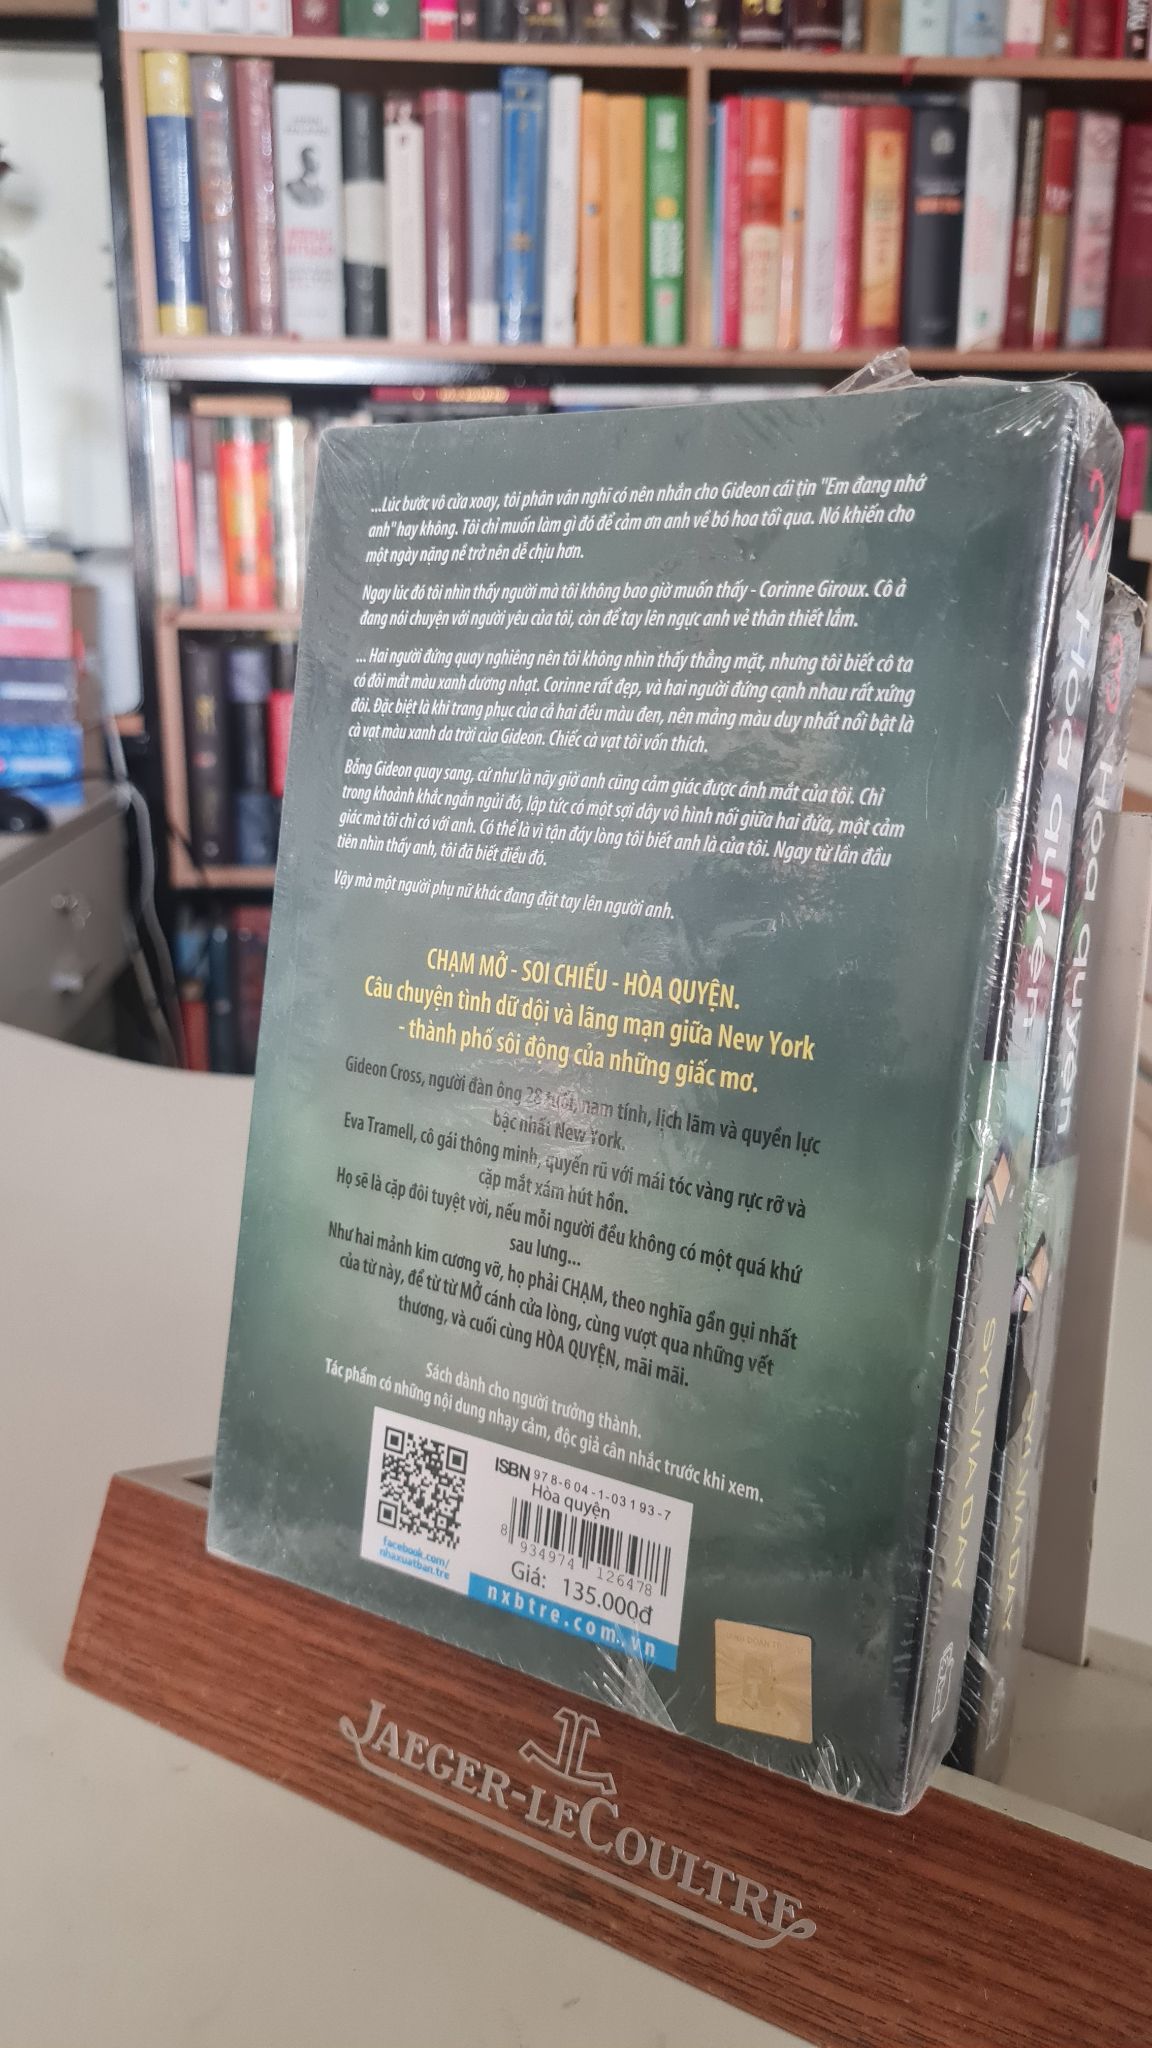 ...Lúc bước vô cửa xoay, tôi phân vân nghĩ có nên nhắn cho Gideon cái tin "Em đang nhớ
anh" hay không. Tôi chỉ muốn làm gì đó để cảm ơn anh về bó hoa tối qua. Nó khiến cho
một ngày nặng nề trở nên dễ chịu hơn.
Ngay lúc đó tôi nhìn thấy người mà tôi không bao giờ muốn thấy - Corinne Giroux. Cô ả
đang nói chuyện với người yêu của tôi, còn để tay lên ngực anh vẻ thân thiết lắm.
... Hai người đứng quay nghiêng nên tôi không nhìn thấy thẳng mặt, nhưng tôi biết cô ta
có đôi mắt màu xanh dương nhạt. Corinne rất đẹp, và hai người đứng cạnh nhau rất xứng
đôi. Đặc biệt là khi trang phục của cả hai đều màu đen, nên mảng màu duy nhất nổi bật là
cà vạt màu xanh da trời của Gideon. Chiếc cà vạt tôi vốn thích.
Bỗng Gideon quay sang, cứ như là nãy giờ anh cũng cảm giác được ánh mắt của tôi. Chỉ
trong khoảnh khắc ngắn ngủi đó, lập tức có một sợi dây vô hình nối giữa hai đứa, một cảm
giác mà tôi chỉ có với anh. Có thể là vì tận đáy lòng tôi biết anh là của tôi. Ngay từ lần đầu
tiên nhìn thấy anh, tôi đã biết điều đó.
Vậy mà một người phụ nữ khác đang đặt tay lên người anh.
CHẠM MỞ - SOI CHIẾU - HÒA QUYỆN.
Câu chuyện tình dữ dội và lãng mạn giữa New York
- thành phố sôi động của những giấc mơ.
Gideon Cross, người đàn ông 28 tuổi, nam tính, lịch lãm và quyền lực
bậc nhất New York.
Eva Tramell, cô gái thông minh, quyến rũ với mái tóc vàng rực rỡ và
cặp mắt xám hút hồn.
Họ sẽ là cặp đôi tuyệt vời, nếu mỗi người đều không có một quá khứ
sau lưng...
Như hai mảnh kim cương vỡ, họ phải CHẠM, theo nghĩa gần gụi nhất
của từ này, để từ từ MỞ cánh cửa lòng, cùng vượt qua những vết
thương, và cuối cùng HÒA QUYỆN, mãi mãi.
Sách dành cho người trưởng thành.
Tác phẩm có những nội dung nhạy cảm, độc giả cân nhắc trước khi xem.
ISBN 978-604-1-03193-7
Hòa quyện
8 934974 126478
Giá: 135.000đ
facebook.com/
nhaxuatban.tre
nxbtre.com.vn
Hòa quyện
SYLVIA DAY
Hòa quyện
SYLVIA DAY
JL
JAEGER-LECOULTRE